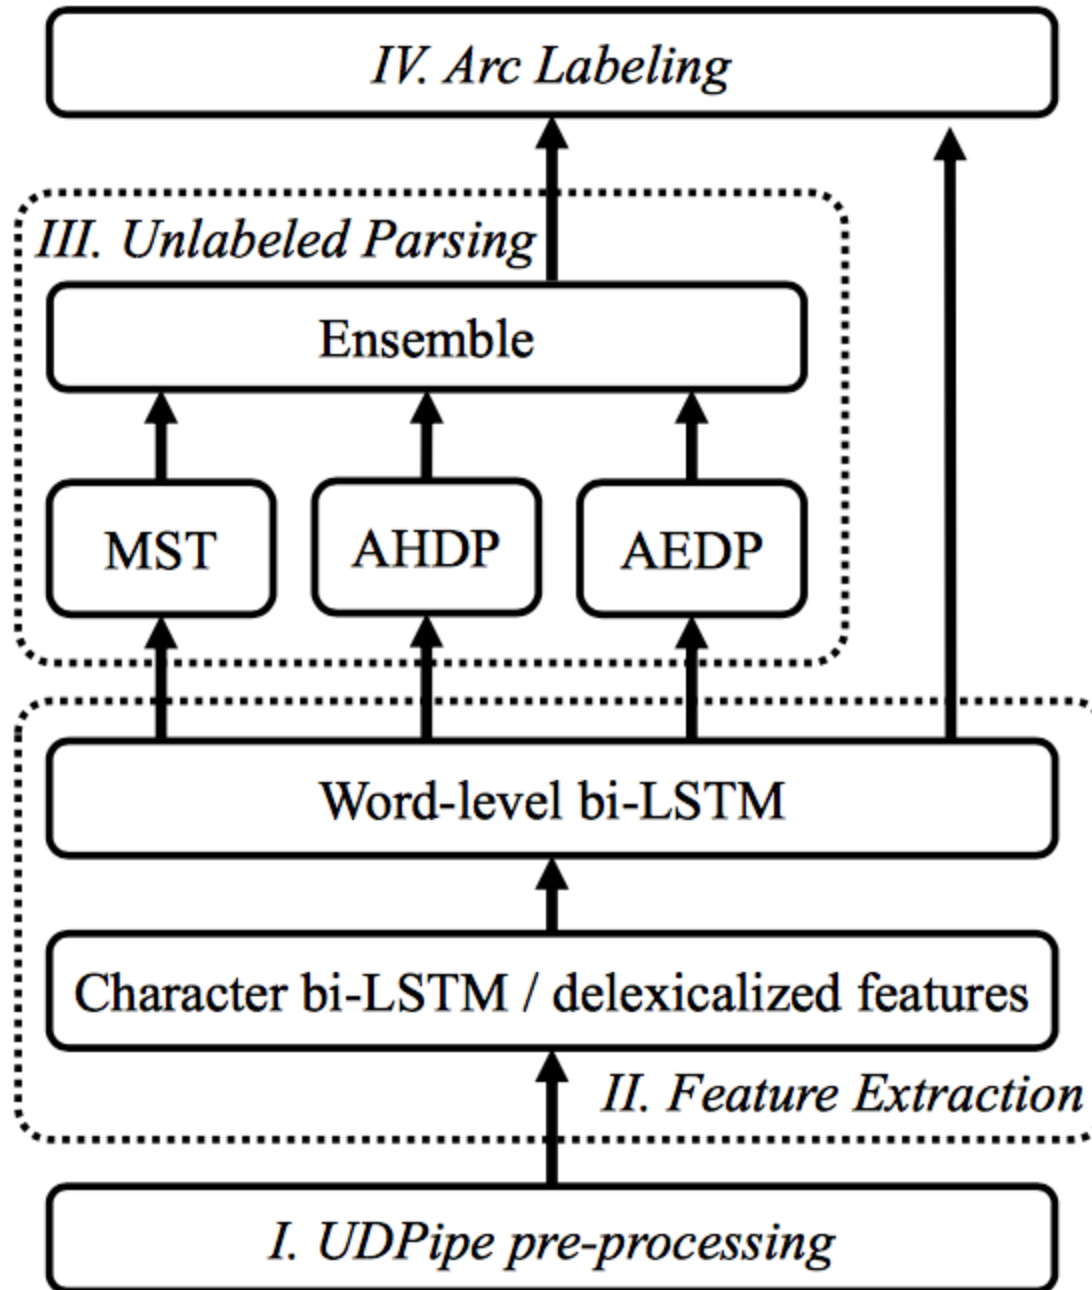 IV. Arc Labeling
III. Unlabeled Parsing
Ensemble
MST
AHDP
AEDP
Word-level bi-LSTM
Character bi-LSTM / delexicalized features
II. Feature Extraction
I. UDPipe pre-processing